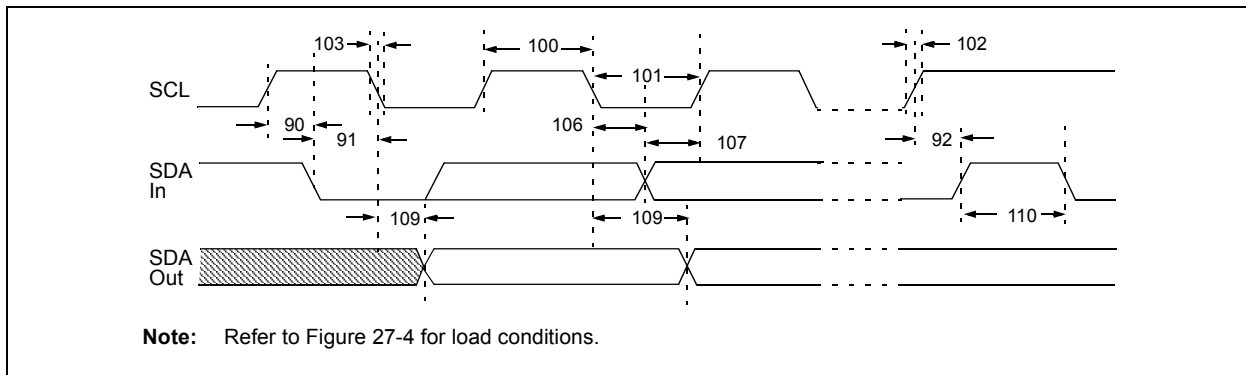 103 100 102
SCL 101
90 106
91 107 92
SDA
In
109 109 110
SDA
Out
Note: Refer to Figure 27-4 for load conditions.